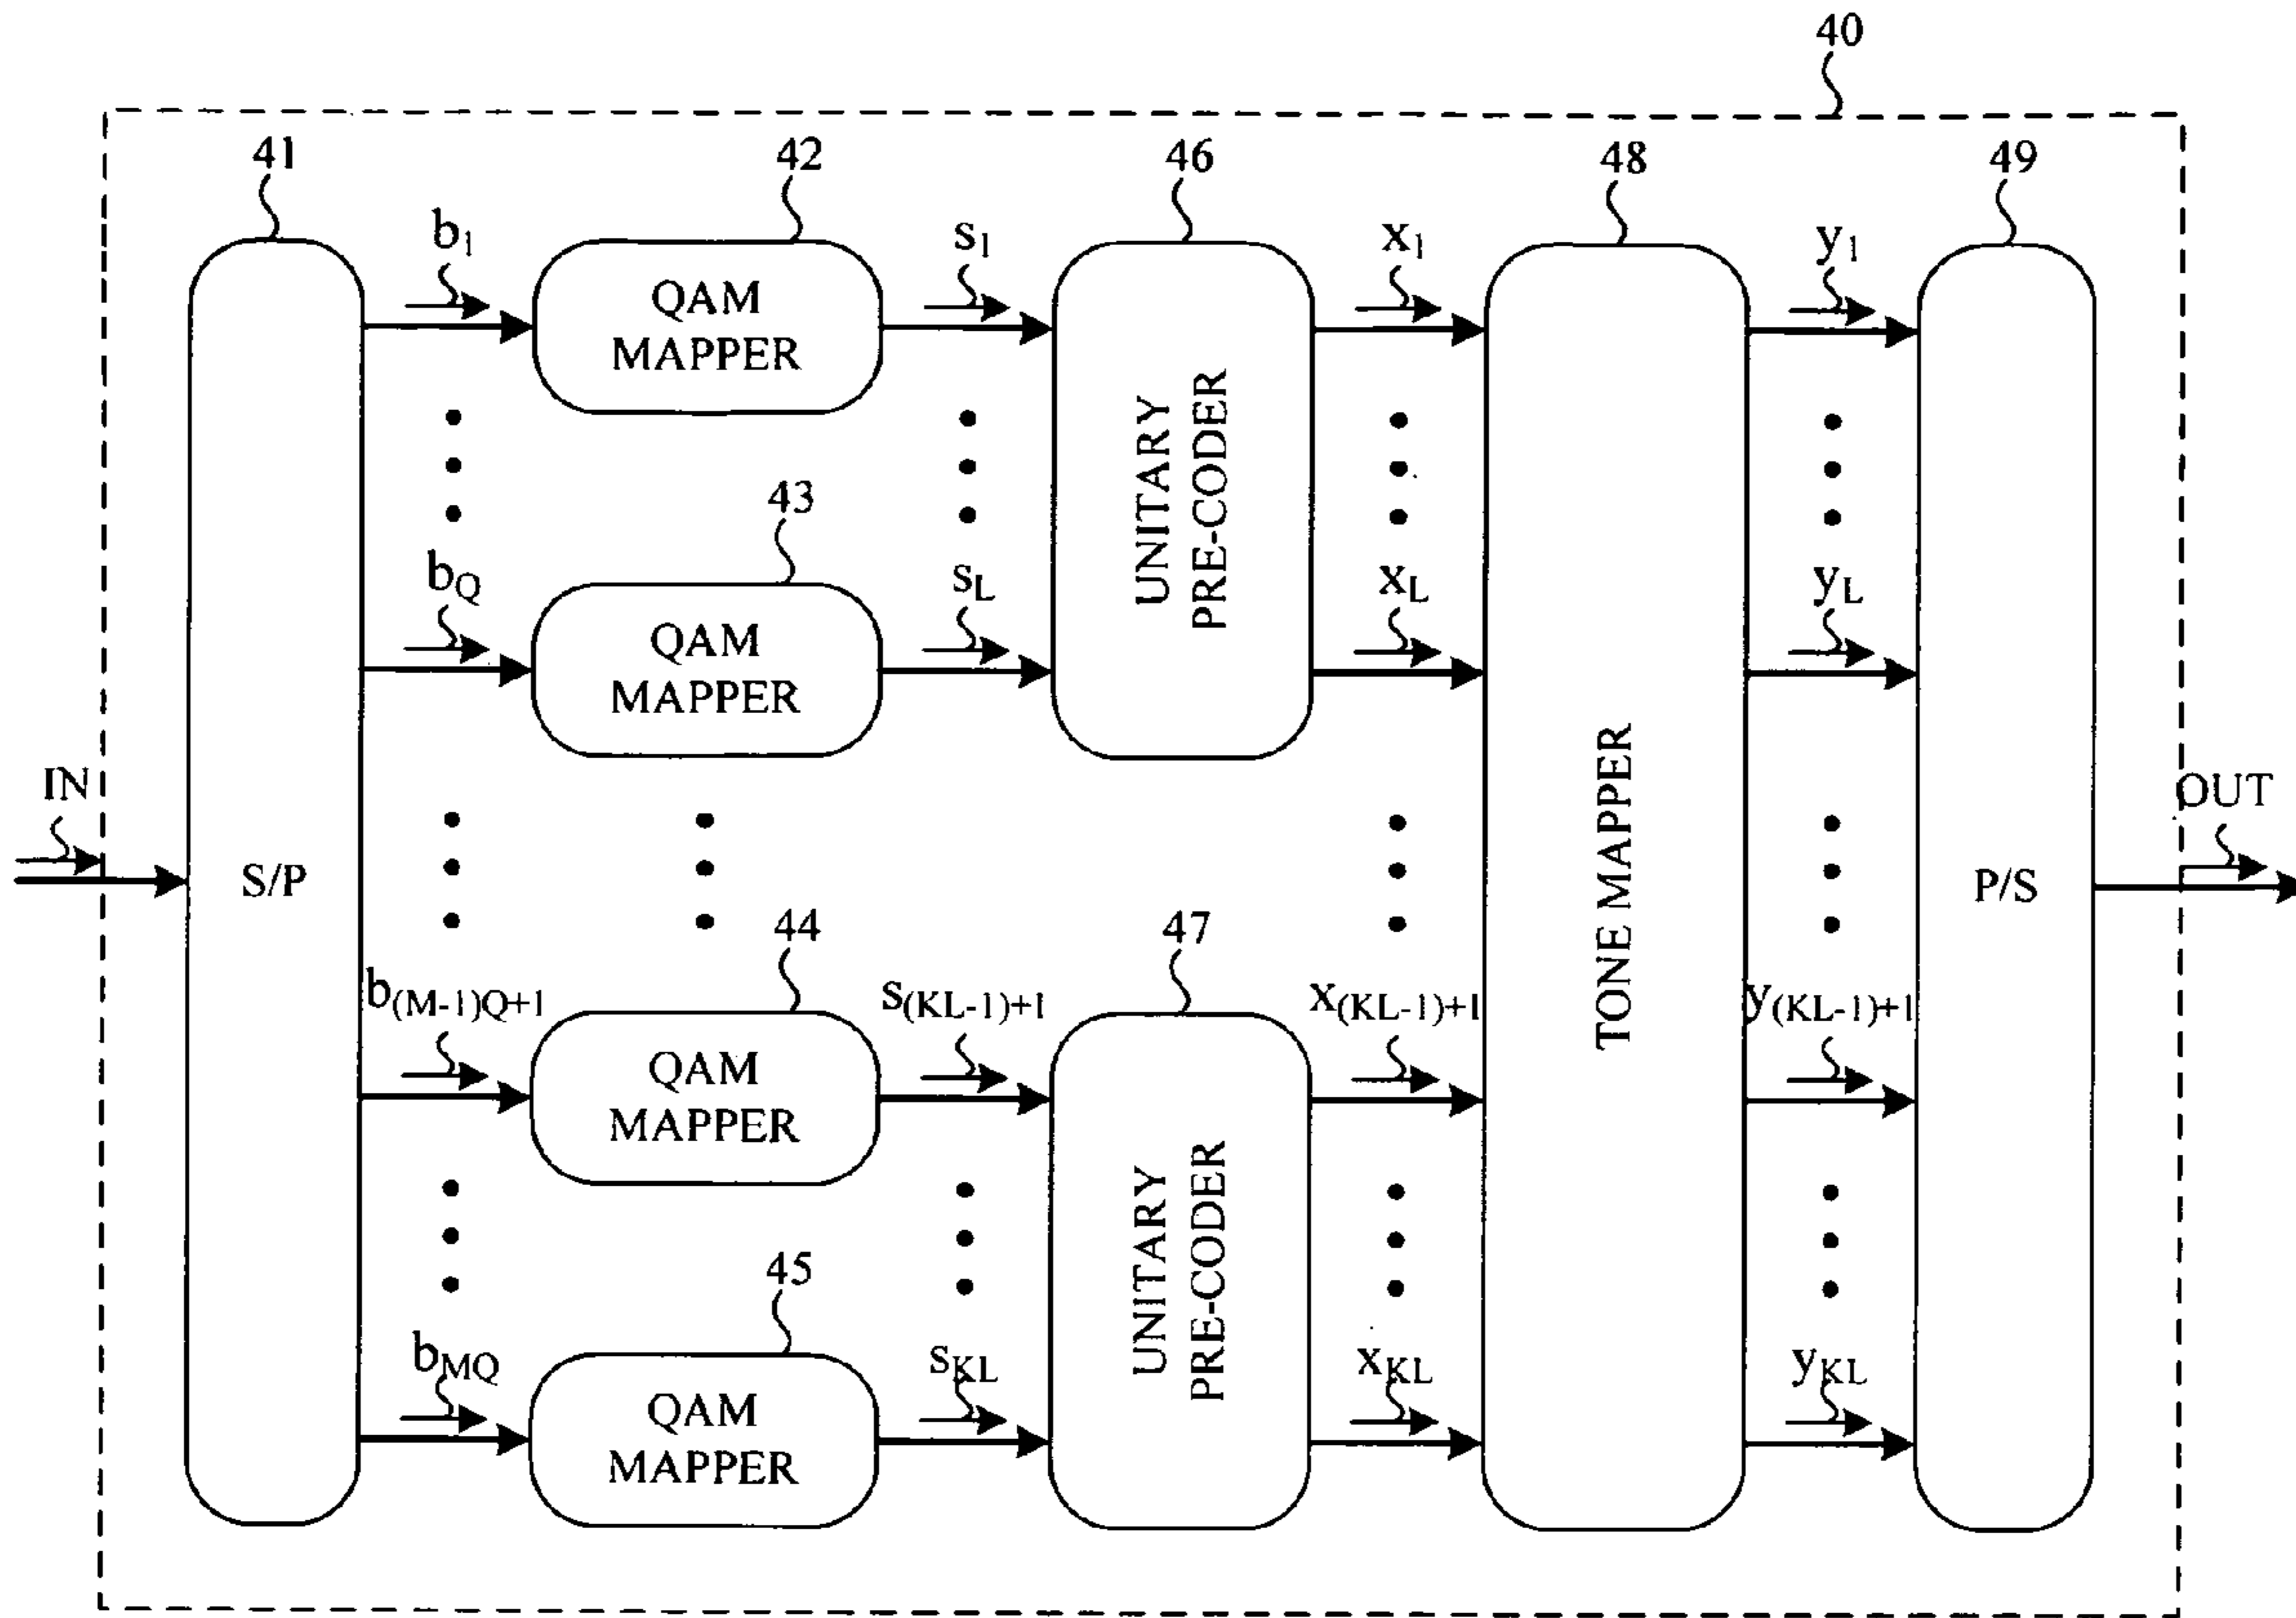 40
41
42
46
48
49
b1
s1
x1
y1
QAM
MAPPER
UNITARY
PRE-CODER
43
bQ
sL
xL
yL
QAM
MAPPER
TONE MAPPER
IN
OUT
S/P
P/S
44
47
b(M-1)Q+1
s(KL-1)+1
x(KL-1)+1
y(KL-1)+1
QAM
MAPPER
UNITARY
PRE-CODER
45
bMQ
sKL
xKL
yKL
QAM
MAPPER